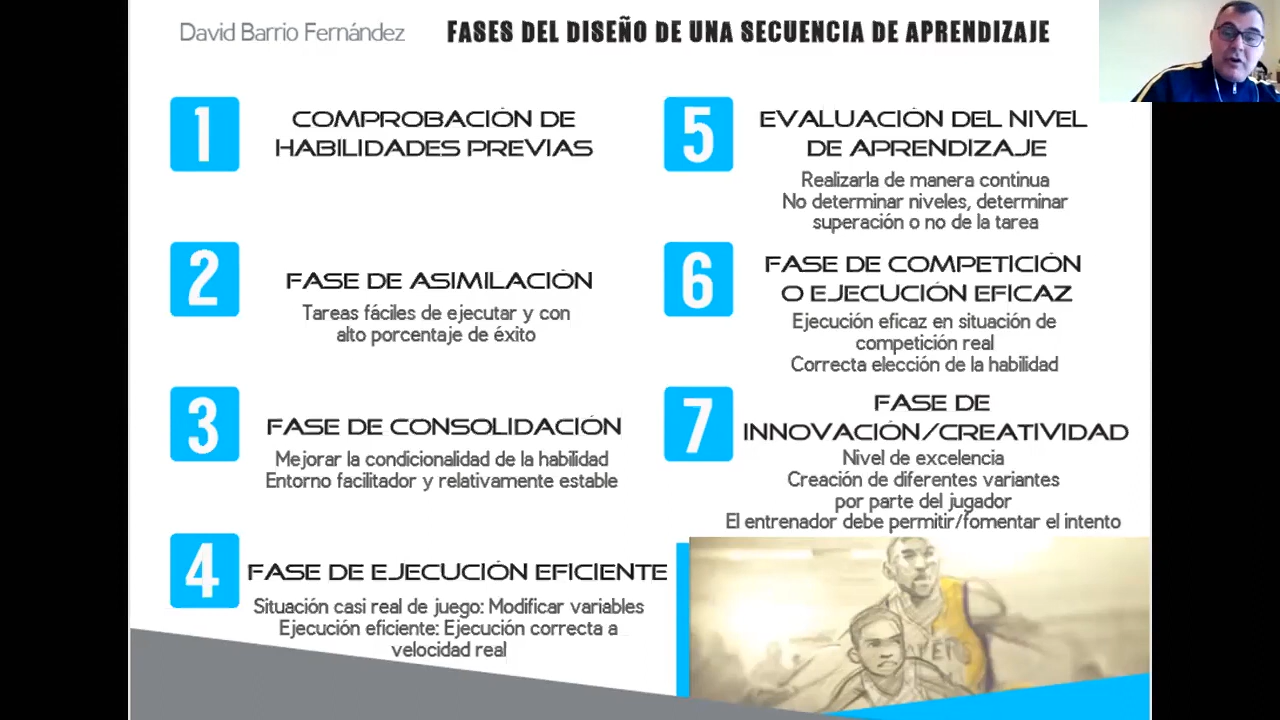 David Barrio Fernández
FASES DEL DISEÑO DE UNA SECUENCIA DE APRENDIZAJE
1
COMPROBACIÓN DE
HABILIDADES PREVIAS
2
FASE DE ASIMILACIÓN
Tareas fáciles de ejecutar y con
alto porcentaje de éxito
3
FASE DE CONSOLIDACIÓN
Mejorar la condicionalidad de la habilidad
Entorno facilitador y relativamente estable
4
FASE DE EJECUCIÓN EFICIENTE
Situación casi real de juego: Modificar variables
Ejecución eficiente: Ejecución correcta a
velocidad real
5
EVALUACIÓN DEL NIVEL
DE APRENDIZAJE
Realizarla de manera continua
No determinar niveles, determinar
superación o no de la tarea
6
FASE DE COMPETICIÓN
O EJECUCIÓN EFICAZ
Ejecución eficaz en situación de
competición real
Correcta elección de la habilidad
7
FASE DE
INNOVACIÓN/CREATIVIDAD
Nivel de excelencia
Creación de diferentes variantes
por parte del jugador
El entrenador debe permitir/fomentar el intento